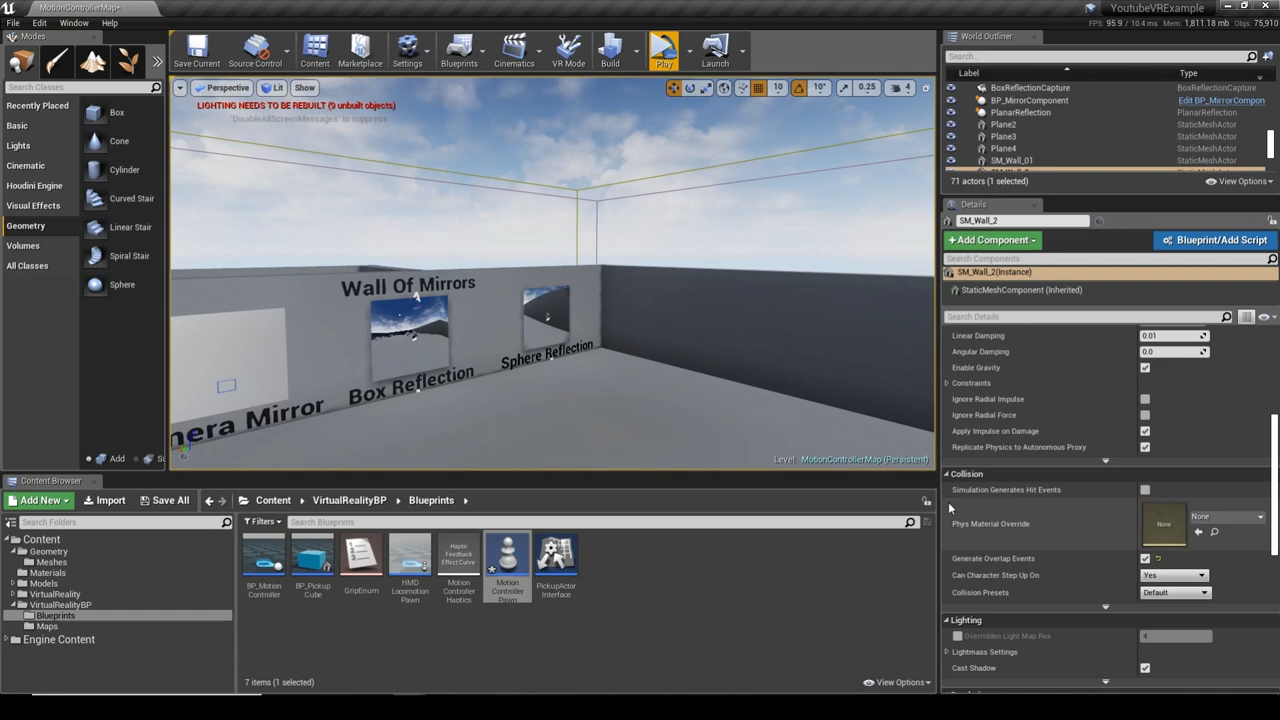 MotionControllerMap*
YoutubeVRExample
File Edit Window Help
FPS: 95.9 / 10.4 ms Mem: 1,811.18 mb Objs: 75,910
Modes
Search Classes
Recently Placed
Basic
Lights
Cinematic
Houdini Engine
Visual Effects
Geometry
Volumes
All Classes
Box
Cone
Cylinder
Curved Stair
Linear Stair
Spiral Stair
Sphere
Add
Save Current
Source Control
Content
Marketplace
Settings
Blueprints
Cinematics
VR Mode
Build
Play
Launch
Perspective Lit Show
10 10° 0.25 4
LIGHTING NEEDS TO BE REBUILT (9 unbuilt objects)
'DisableAllScreenMessages' to suppress
Wall Of Mirrors
Box Reflection
Sphere Reflection
nera Mirror
Level: MotionControllerMap (Persistent)
World Outliner
Search...
Label Type
BoxReflectionCapture BoxReflectionCapture
BP_MirrorComponent Edit BP_MirrorCompon
PlanarReflection PlanarReflection
Plane2 StaticMeshActor
Plane3 StaticMeshActor
Plane4 StaticMeshActor
SM_Wall_01 StaticMeshActor
71 actors (1 selected) View Options
Details
SM_Wall_2
Add Component Blueprint/Add Script
Search Components
SM_Wall_2(Instance)
StaticMeshComponent (Inherited)
Search Details
Linear Damping 0.01
Angular Damping 0.0
Enable Gravity
Constraints
Ignore Radial Impulse
Ignore Radial Force
Apply Impulse on Damage
Replicate Physics to Autonomous Proxy
Collision
Simulation Generates Hit Events
Phys Material Override None None
Generate Overlap Events
Can Character Step Up On Yes
Collision Presets Default
Lighting
Overridden Light Map Res 4
Lightmass Settings
Cast Shadow
Content Browser
Add New Import Save All Content VirtualRealityBP Blueprints
Search Folders
Filters Search Blueprints
Content
Geometry
Meshes
Materials
Models
VirtualReality
VirtualRealityBP
Blueprints
Maps
Engine Content
BP_Motion Controller
BP_Pickup Cube
GripEnum
HMD Locomotion Pawn
Haptic Feedback Effect Curve
Motion Controller Haptics
Motion Controller Pawn
PickupActor Interface
7 items (1 selected) View Options